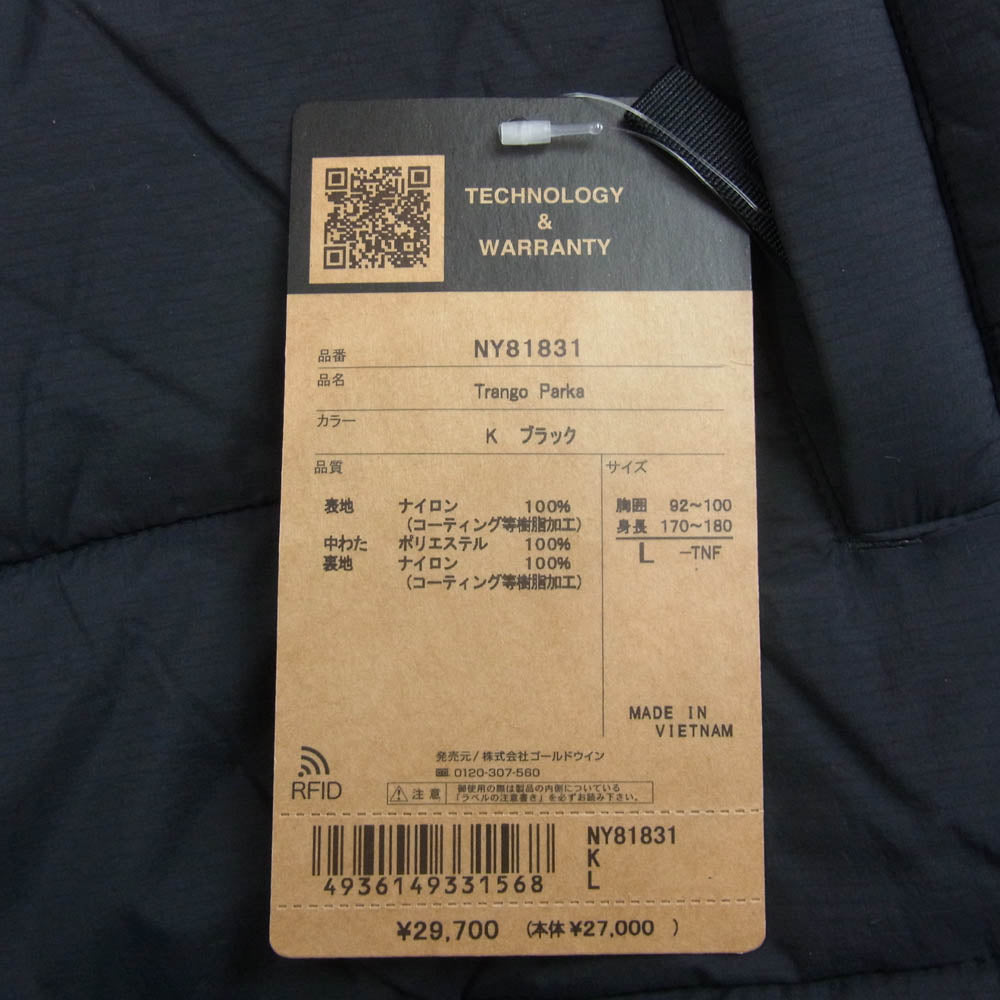 TECHNOLOGY
&
WARRANTY
品番 NY81831
品名 Trango Parka
カラー K ブラック
品質
表地 ナイロン 100%
(コーティング等樹脂加工)
中わた ポリエステル 100%
裏地 ナイロン 100%
(コーティング等樹脂加工)
サイズ
胸囲 92~100
身長 170~180
L -TNF
MADE IN
VIETNAM
RFID
発売元/株式会社ゴールドウイン
0120-307-560
注意
御使用の際は製品の内側についている
「ラベルの注意書き」を必ずお読み下さい。
4936149331568
NY81831
K
L
¥29,700 (本体 ¥27,000 )